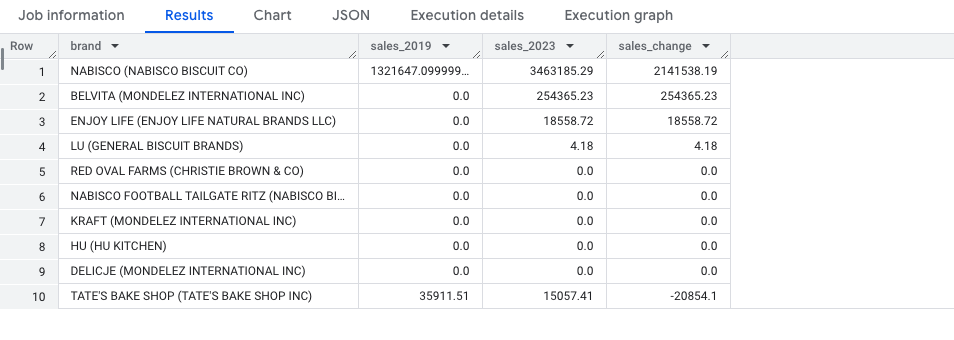 Job information Results Chart JSON Execution details Execution graph
Row brand sales_2019 sales_2023 sales_change
1 NABISCO (NABISCO BISCUIT CO) 1321647.099999... 3463185.29 2141538.19
2 BELVITA (MONDELEZ INTERNATIONAL INC) 0.0 254365.23 254365.23
3 ENJOY LIFE (ENJOY LIFE NATURAL BRANDS LLC) 0.0 18558.72 18558.72
4 LU (GENERAL BISCUIT BRANDS) 0.0 4.18 4.18
5 RED OVAL FARMS (CHRISTIE BROWN & CO) 0.0 0.0 0.0
6 NABISCO FOOTBALL TAILGATE RITZ (NABISCO BI... 0.0 0.0 0.0
7 KRAFT (MONDELEZ INTERNATIONAL INC) 0.0 0.0 0.0
8 HU (HU KITCHEN) 0.0 0.0 0.0
9 DELICJE (MONDELEZ INTERNATIONAL INC) 0.0 0.0 0.0
10 TATE'S BAKE SHOP (TATE'S BAKE SHOP INC) 35911.51 15057.41 -20854.1